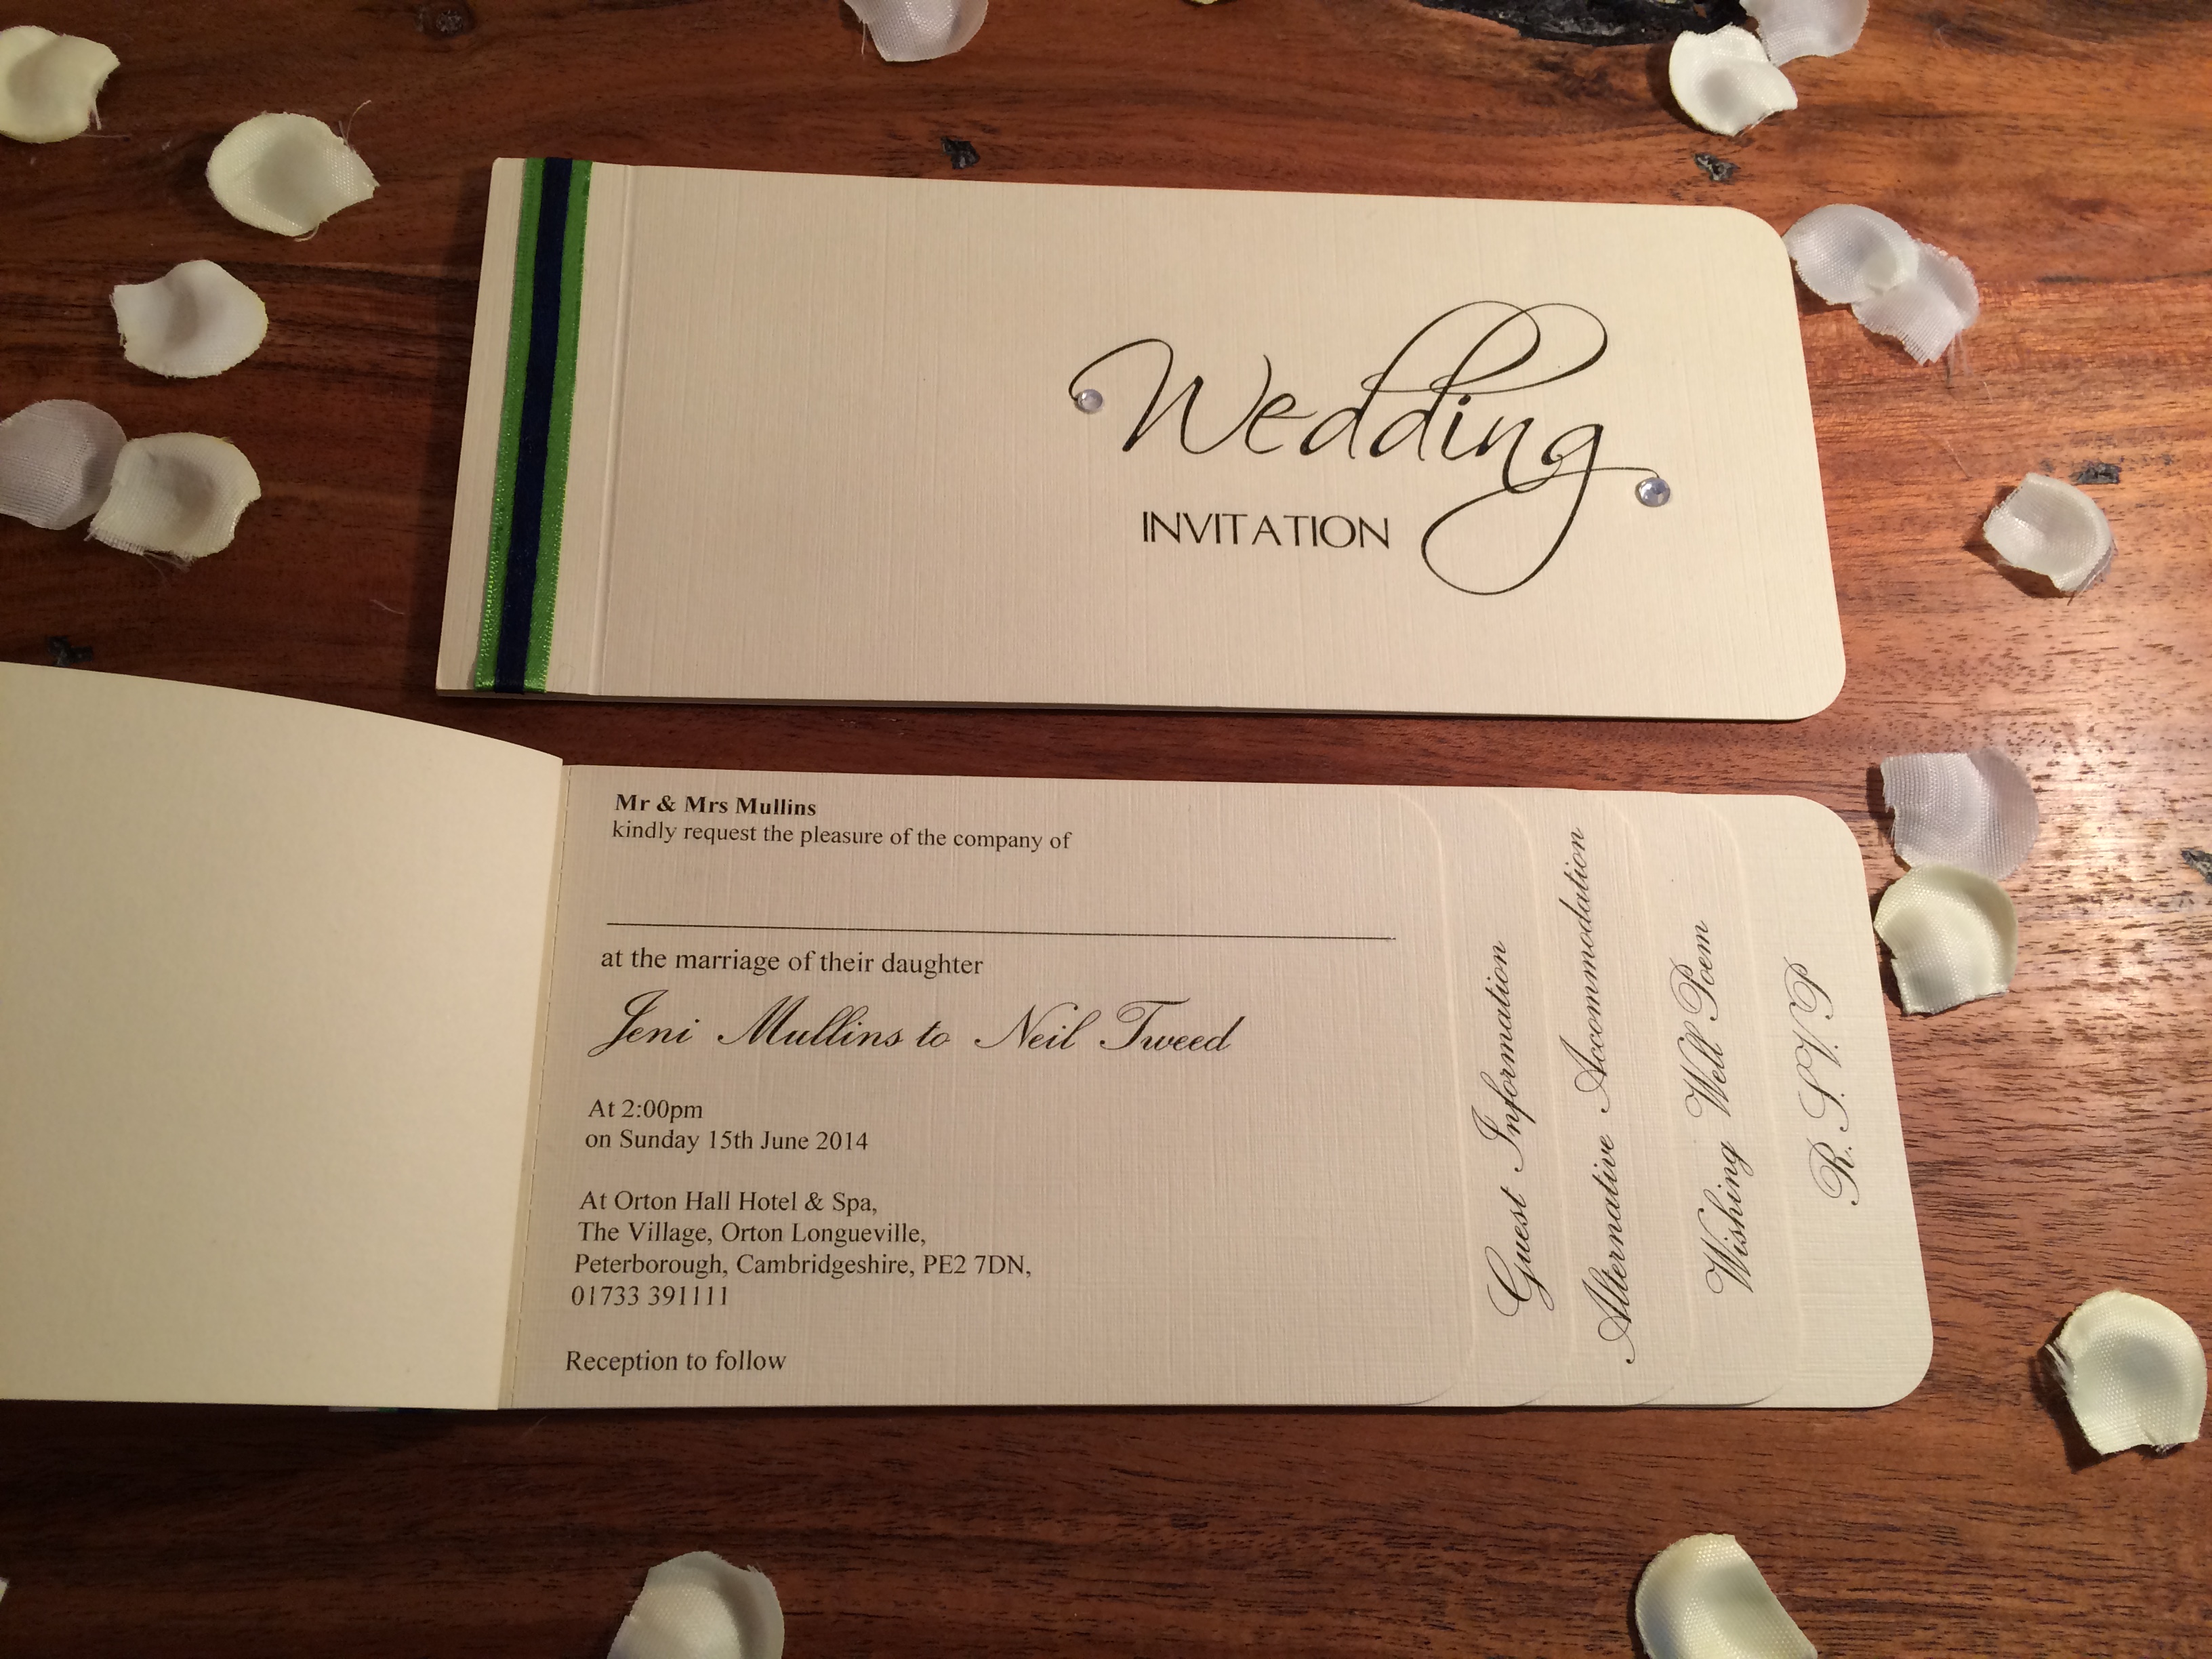 Wedding
INVITATION
Mr & Mrs Mullins
kindly request the pleasure of the company of
at the marriage of their daughter
Jeni Mullins to Neil Tweed
At 2:00pm
on Sunday 15th June 2014
At Orton Hall Hotel & Spa,
The Village, Orton Longueville,
Peterborough, Cambridgeshire, PE2 7DN,
01733 391111
Reception to follow
Guest Information
Alternative Accommodation
Wishing Well Poem
R.S.V.P